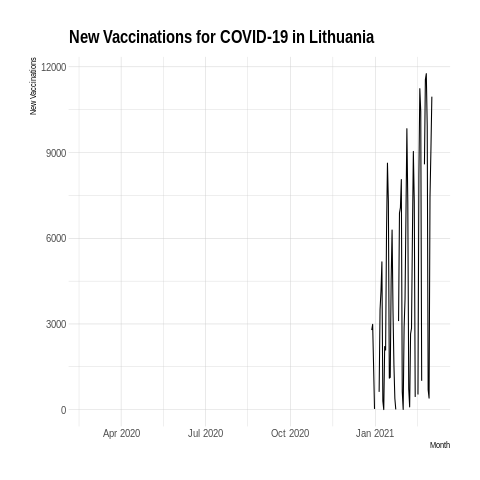 New Vaccinations for COVID-19 in Lithuania
New Vaccinations
12000
9000
6000
3000
0
Apr 2020
Jul 2020
Oct 2020
Jan 2021
Month